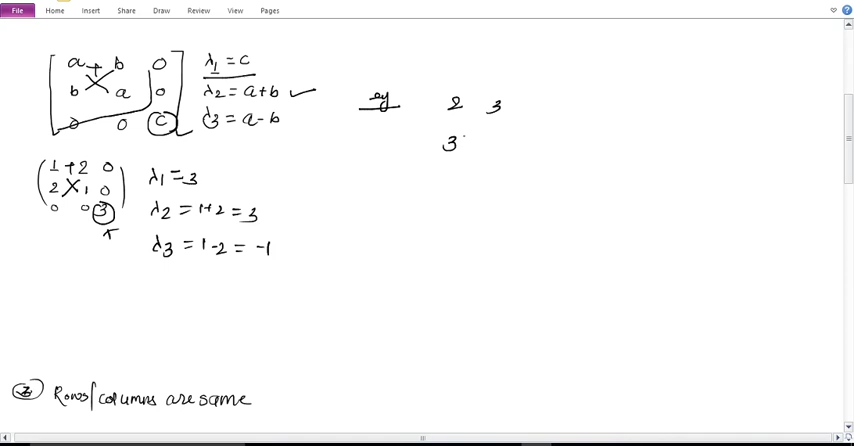 File Home Insert Draw Review View Pages
a + b 0
b a 0
0 0 c
λ1 = c
λ2 = a+b
λ3 = a-b
eg 2 3
3
1 + 2 0
2 1 0
0 0 3
λ1 = 3
λ2 = 1+2 = 3
λ3 = 1-2 = -1
② Rows/columns are same